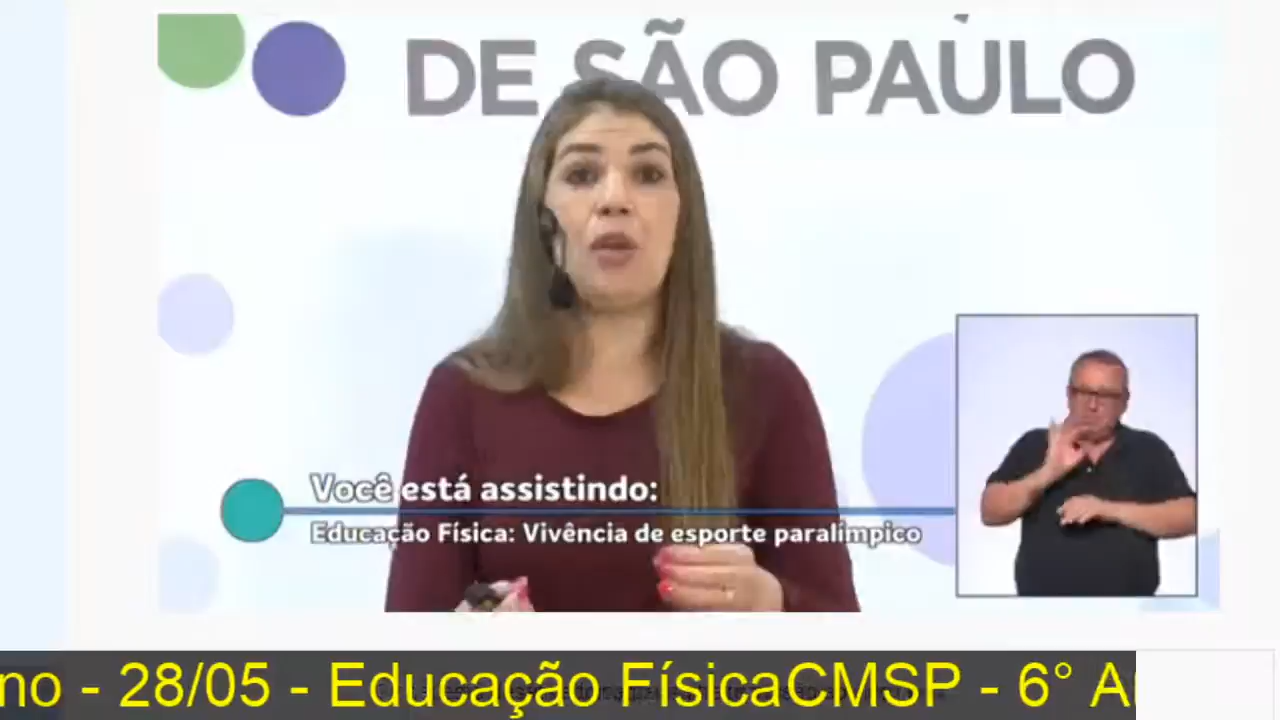 DE SÃO PAULO
Você está assistindo:
Educação Física: Vivência de esporte paralímpico
no - 28/05 - Educação FísicaCMSP - 6° A